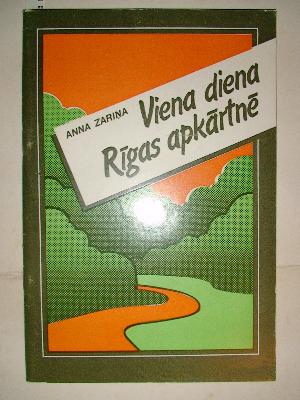 ANNA ZARIŅA
Viena diena
Rīgas apkārtnē